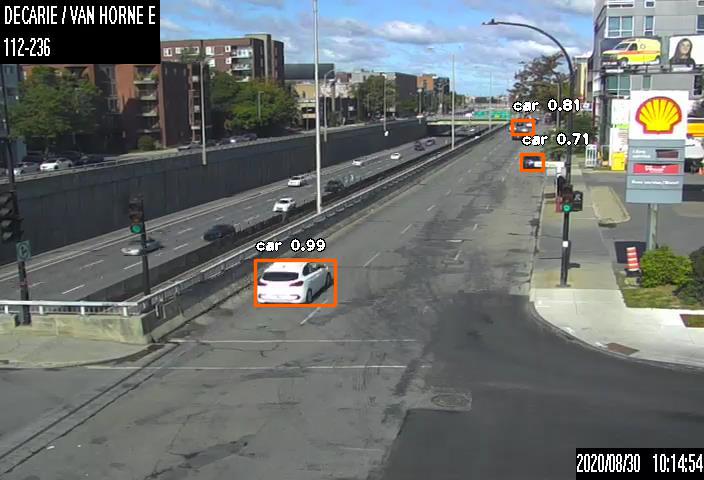 DECARIE / VAN HORNE E
112-236
car 0.81
car 0.71
car 0.99
2020/08/30 10:14:54